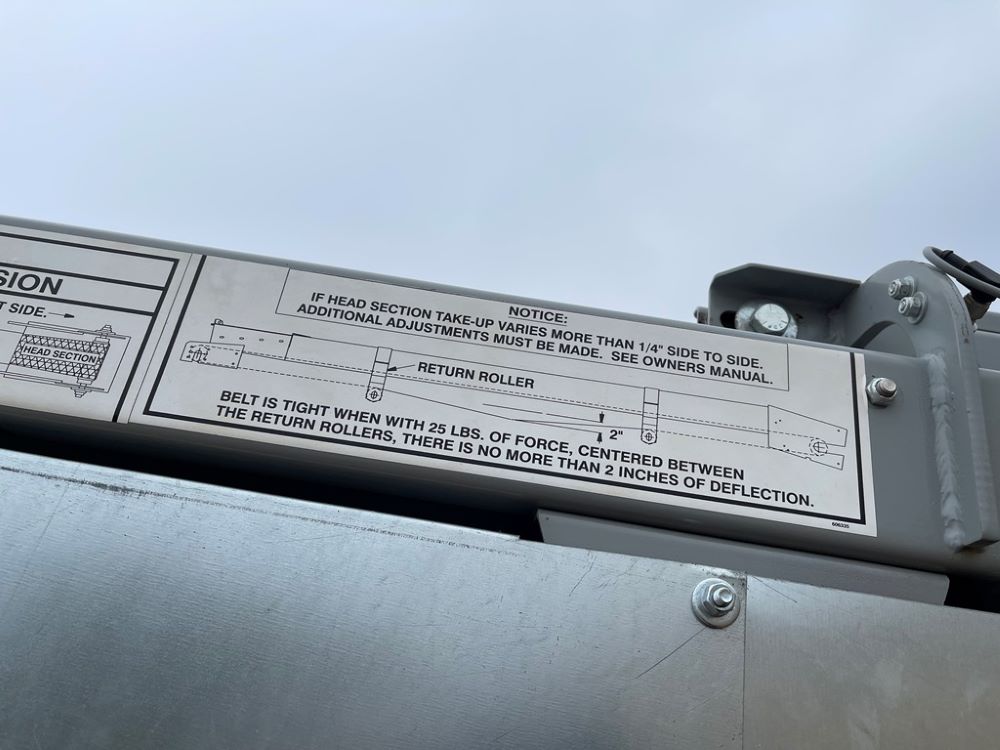 SION
T SIDE.
HEAD SECTION
NOTICE:
IF HEAD SECTION TAKE-UP VARIES MORE THAN 1/4" SIDE TO SIDE.
ADDITIONAL ADJUSTMENTS MUST BE MADE. SEE OWNERS MANUAL.
RETURN ROLLER
2"
BELT IS TIGHT WHEN WITH 25 LBS. OF FORCE, CENTERED BETWEEN
THE RETURN ROLLERS, THERE IS NO MORE THAN 2 INCHES OF DEFLECTION.
606335